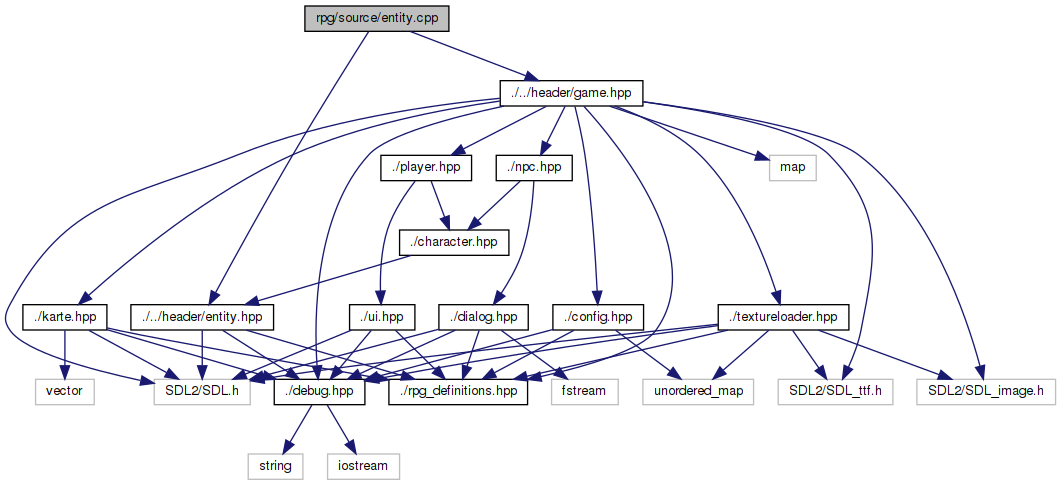 rpg/source/entity.cpp
./../header/game.hpp
./player.hpp
./npc.hpp
map
./character.hpp
./karte.hpp
./../header/entity.hpp
./ui.hpp
./dialog.hpp
./config.hpp
./textureloader.hpp
vector
SDL2/SDL.h
./debug.hpp
./rpg_definitions.hpp
fstream
unordered_map
SDL2/SDL_ttf.h
SDL2/SDL_image.h
string
iostream